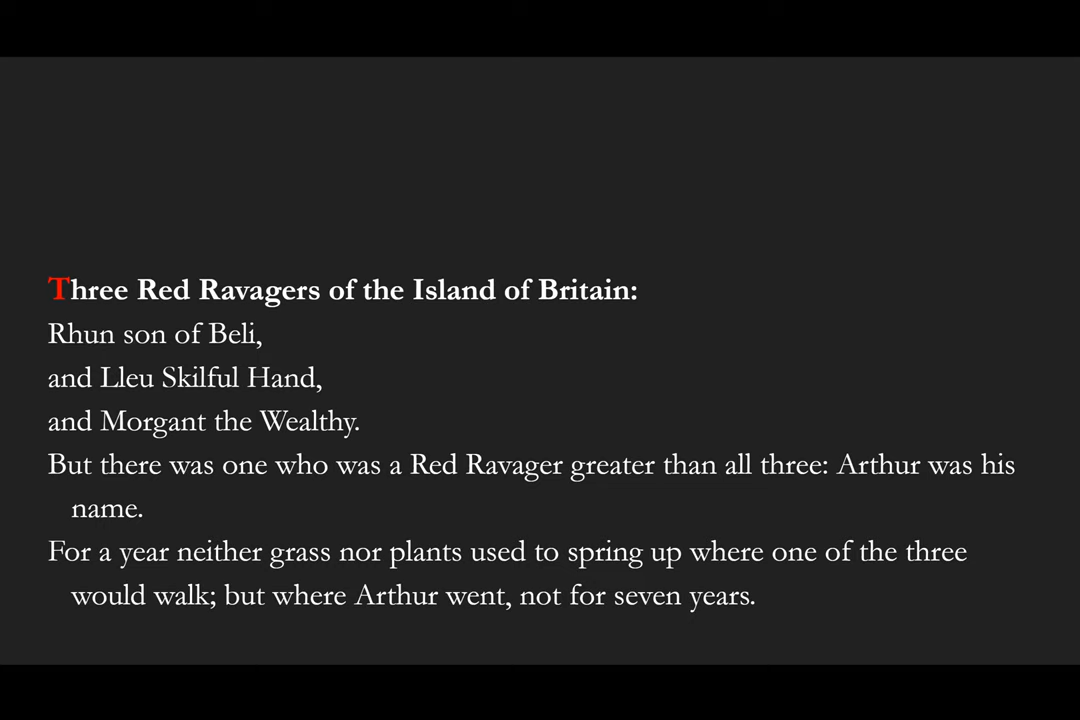 Three Red Ravagers of the Island of Britain:
Rhun son of Beli,
and Lleu Skilful Hand,
and Morgant the Wealthy.
But there was one who was a Red Ravager greater than all three: Arthur was his
name.
For a year neither grass nor plants used to spring up where one of the three
would walk; but where Arthur went, not for seven years.